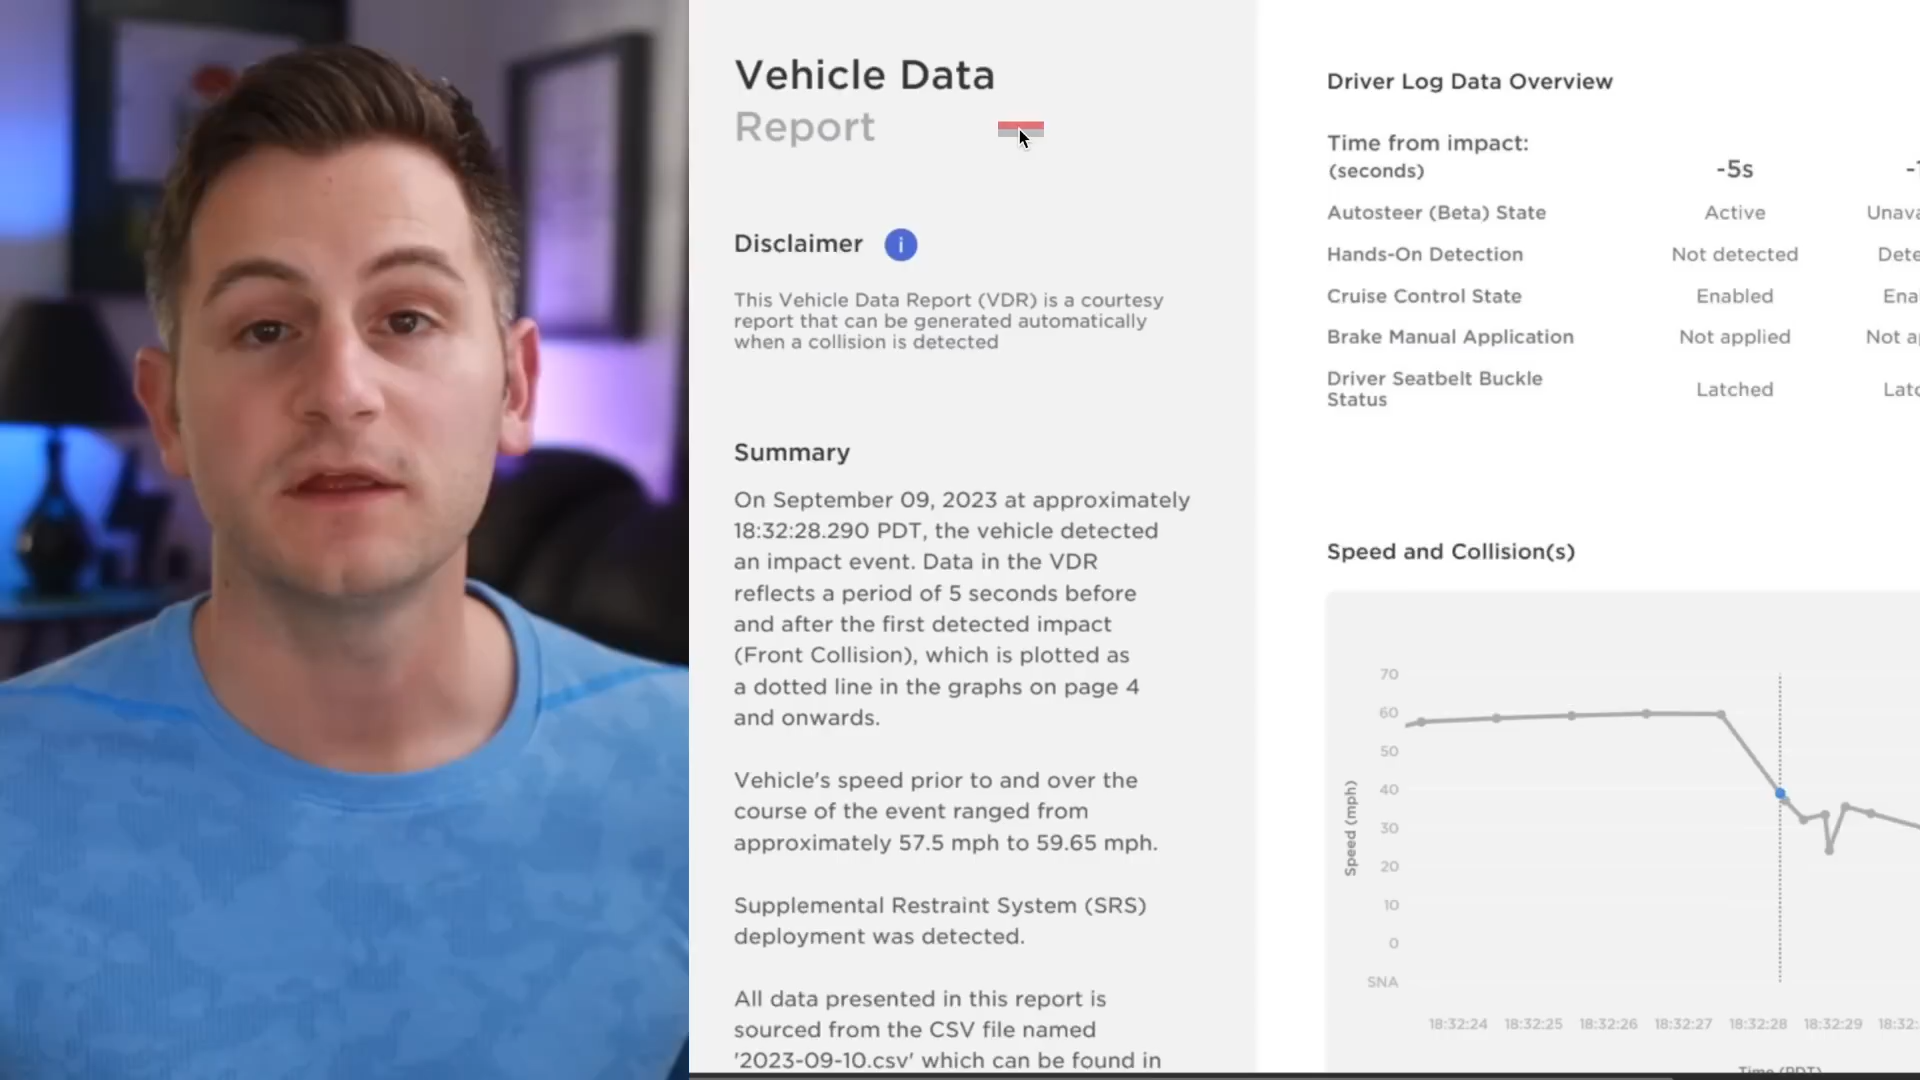 Vehicle Data
Report
Disclaimer i
This Vehicle Data Report (VDR) is a courtesy
report that can be generated automatically
when a collision is detected
Summary
On September 09, 2023 at approximately
18:32:28.290 PDT, the vehicle detected
an impact event. Data in the VDR
reflects a period of 5 seconds before
and after the first detected impact
(Front Collision), which is plotted as
a dotted line in the graphs on page 4
and onwards.
Vehicle's speed prior to and over the
course of the event ranged from
approximately 57.5 mph to 59.65 mph.
Supplemental Restraint System (SRS)
deployment was detected.
All data presented in this report is
sourced from the CSV file named
'2023-09-10.csv' which can be found in
Driver Log Data Overview
Time from impact:
(seconds) -5s
Autosteer (Beta) State Active
Hands-On Detection Not detected
Cruise Control State Enabled
Brake Manual Application Not applied Not
Driver Seatbelt Buckle
Status Latched
Speed and Collision(s)
Speed (mph)
70
60
50
40
30
20
10
0
SNA
18:32:24 18:32:25 18:32:26 18:32:27 18:32:28 18:32:29
Time (PDT)